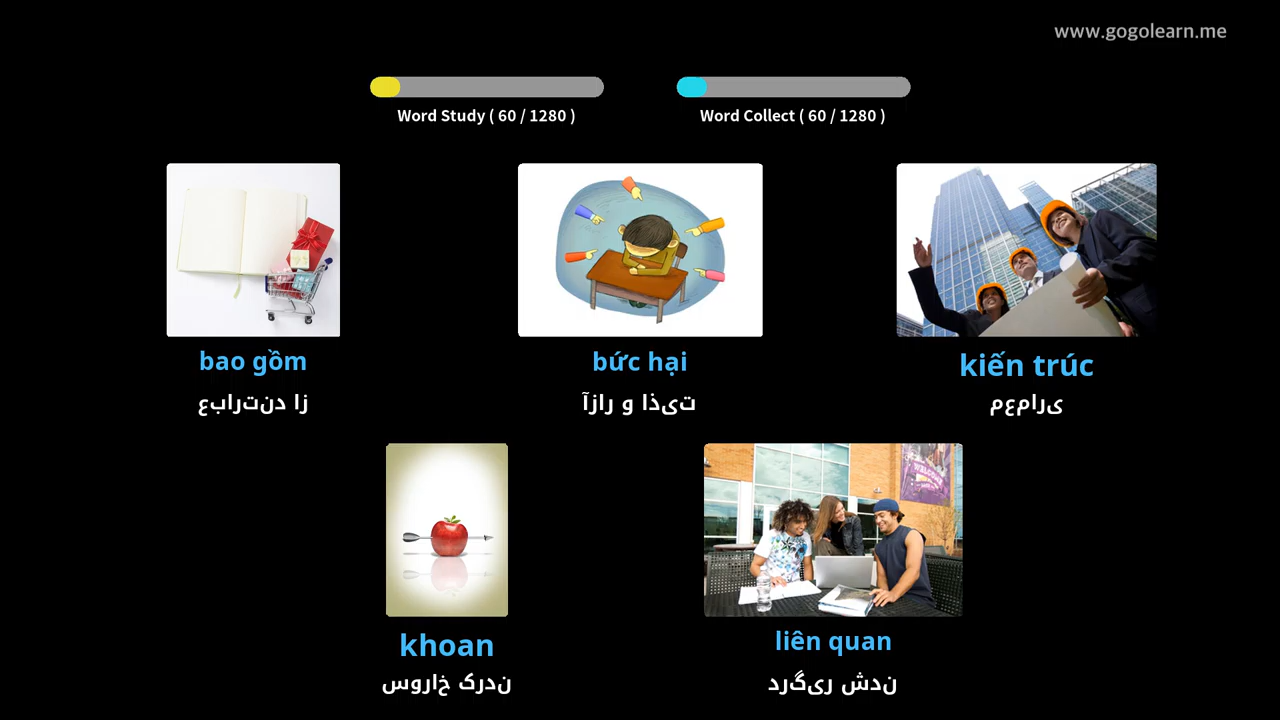 www.gogolearn.me
Word Study ( 60 / 1280 )
Word Collect ( 60 / 1280 )
bao gồm
عبارتند از
bức hại
آزار و اذیت
kiến trúc
معماری
WELCOME
khoan
سوراخ کردن
liên quan
درگیر شدن